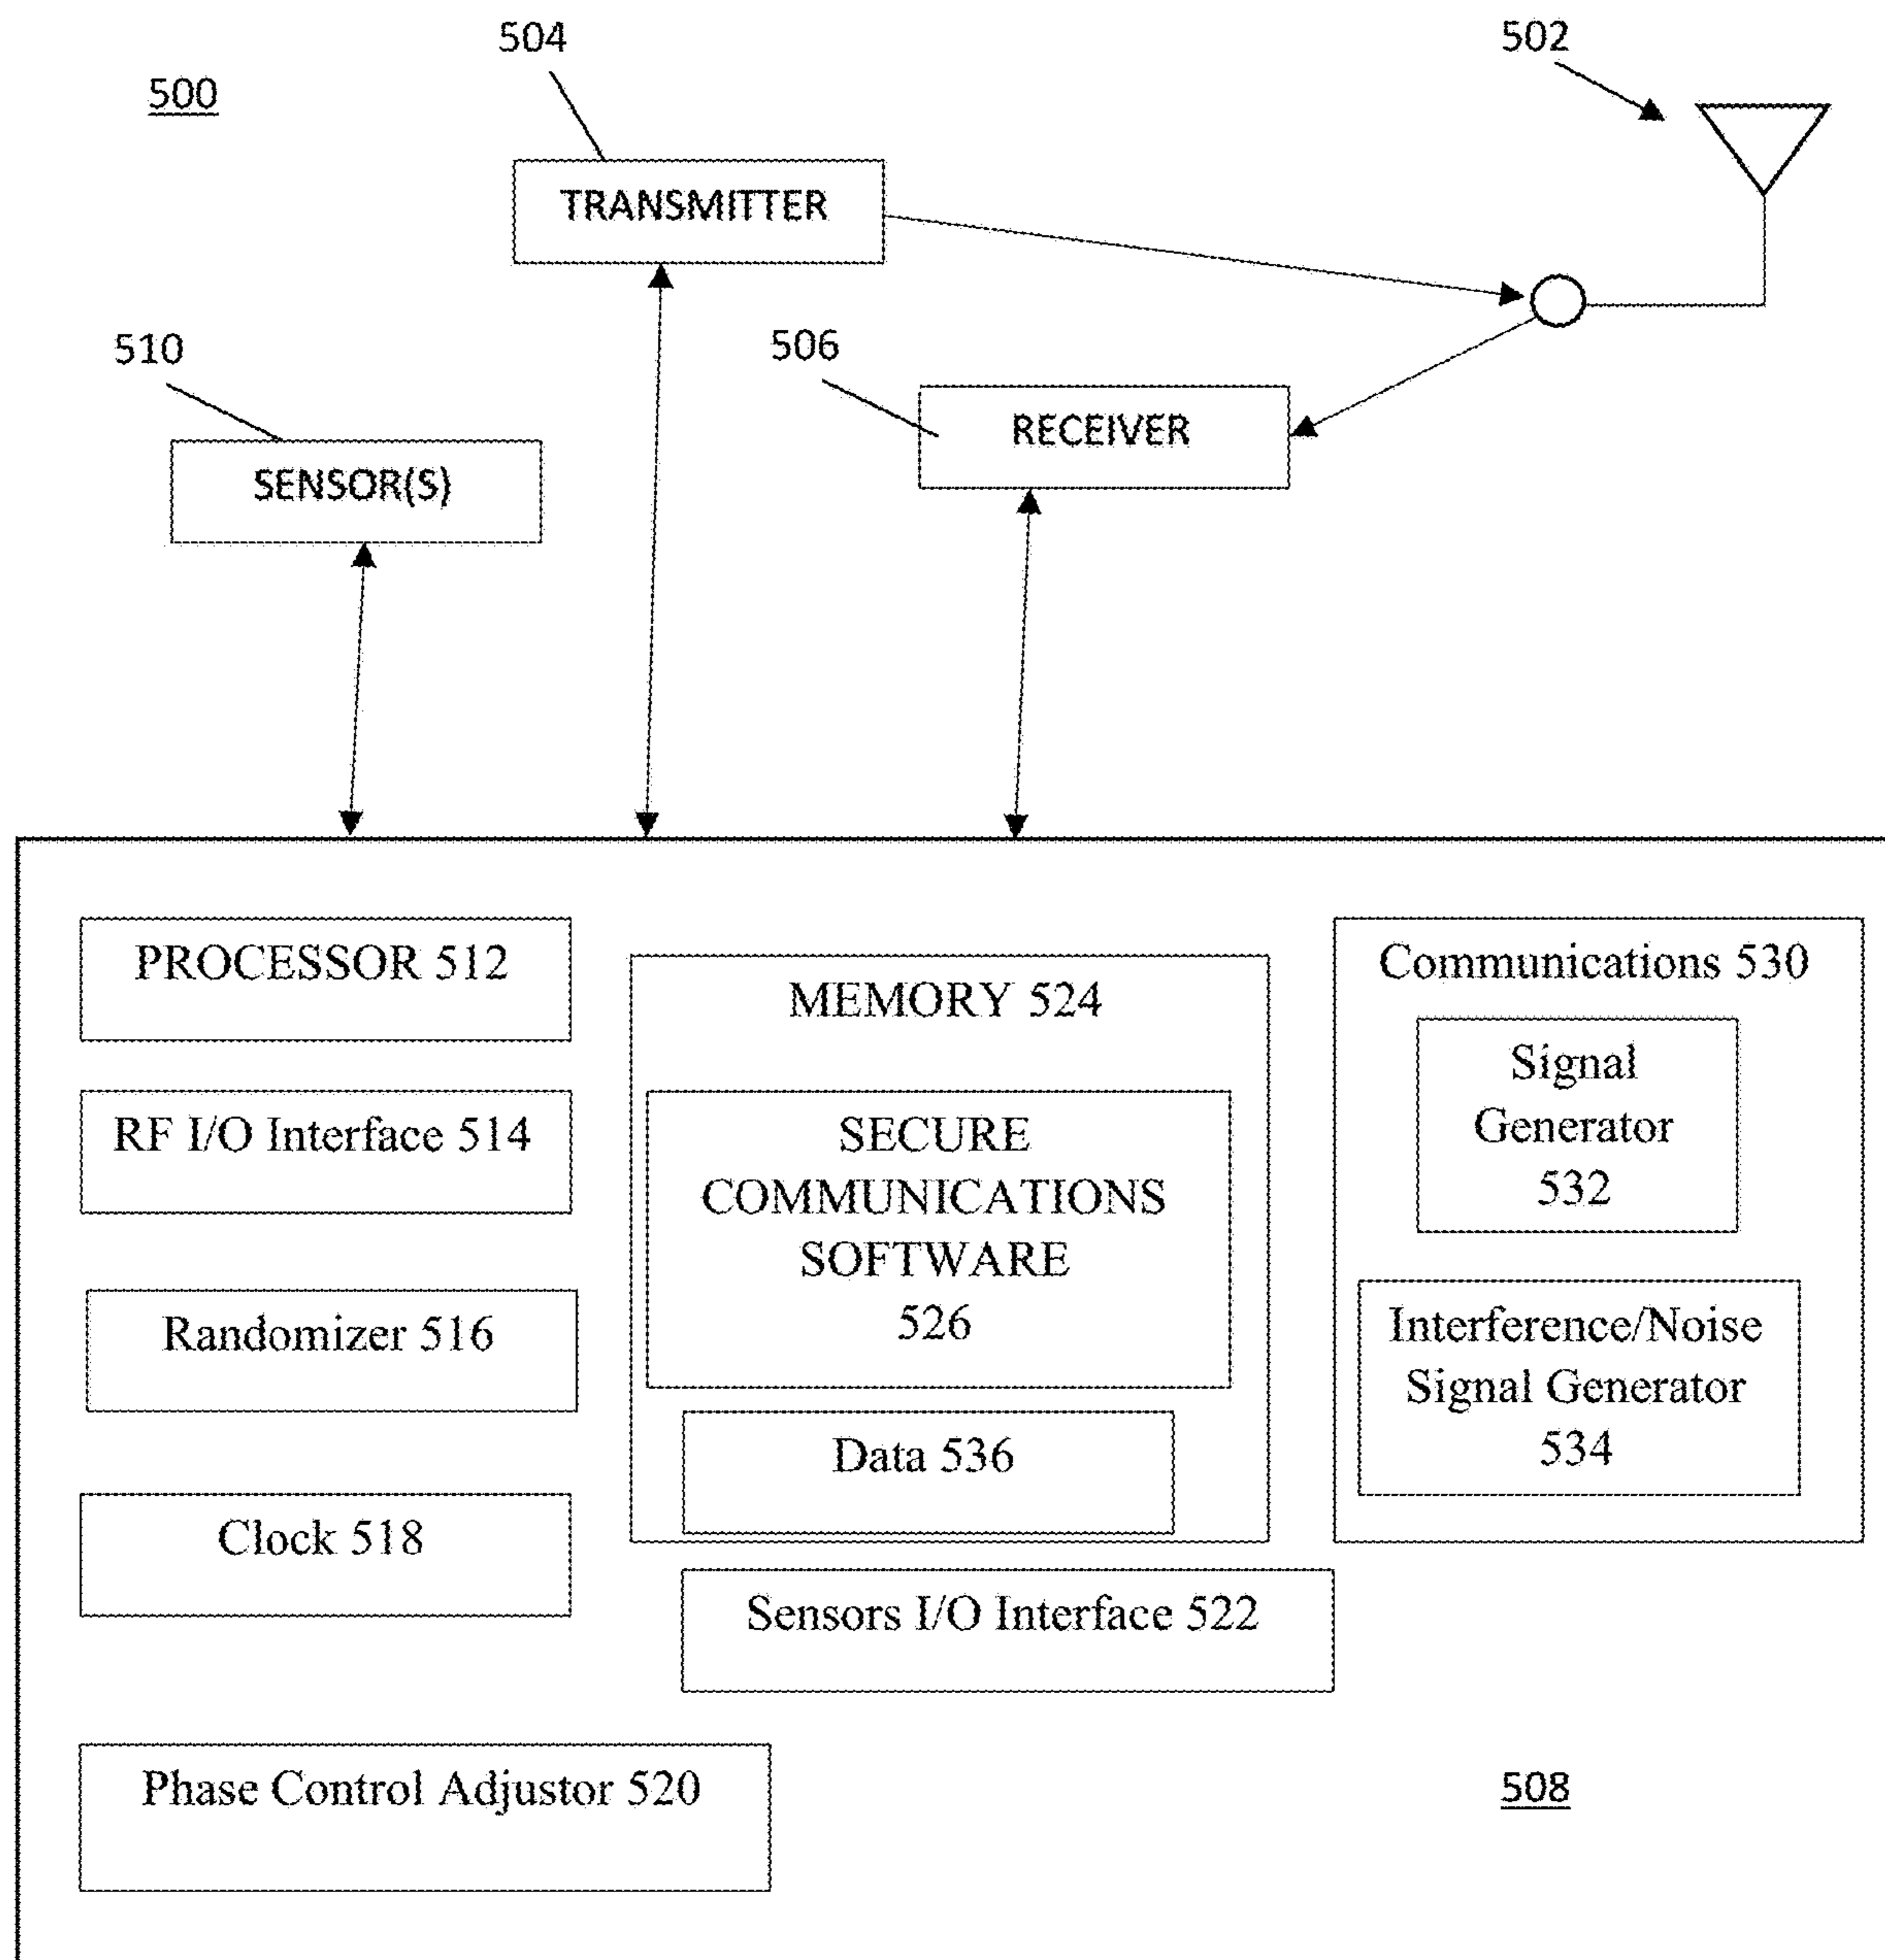 504
502
500
TRANSMITTER
510
506
RECEIVER
SENSOR(S)
PROCESSOR 512
RF I/O Interface 514
Randomizer 516
Clock 518
Phase Control Adjustor 520
MEMORY 524
SECURE
COMMUNICATIONS
SOFTWARE
526
Data 536
Sensors I/O Interface 522
Communications 530
Signal
Generator
532
Interference/Noise
Signal Generator
534
508